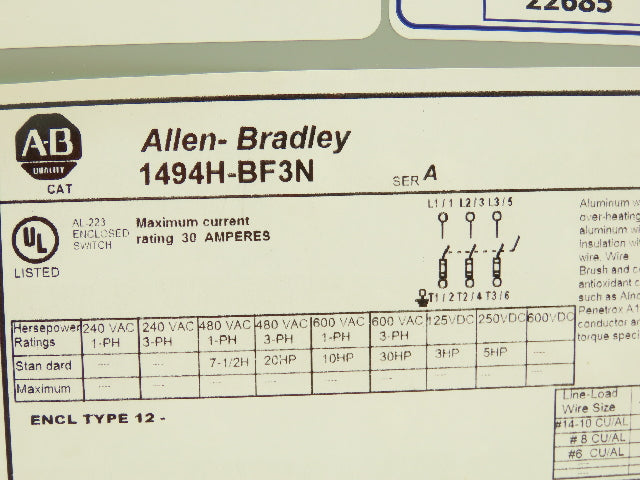 22685
A-B
QUALITY
CAT
Allen- Bradley
1494H-BF3N
SER A
UL
LISTED
AL-223
ENCLOSED
SWITCH
Maximum current
rating 30 AMPERES
L1/1 L2/3 L3/5
T1/2 T2/4 T3/6
Aluminum w
over-heating
aluminum wi
Insulation wi
wire. Wire
Brush and c
antioxidant c
such as Aln
Penetrox A1
conductor ar
torque speci
Hersepower Ratings 240 VAC 1-PH 240 VAC 3-PH 480 VAC 1-PH 480 VAC 3-PH 600 VAC 1-PH 600 VAC 3-PH 125VDC 250VDC 600VDC
Stan dard --- --- 7-1/2H 20HP 10HP 30HP 3HP 5HP ---
Maximum --- --- --- --- --- --- --- --- ---
ENCL TYPE 12 -
Line-Load
Wire Size
#14-10 CU/AL
# 8 CU/AL
#6 CU/AL